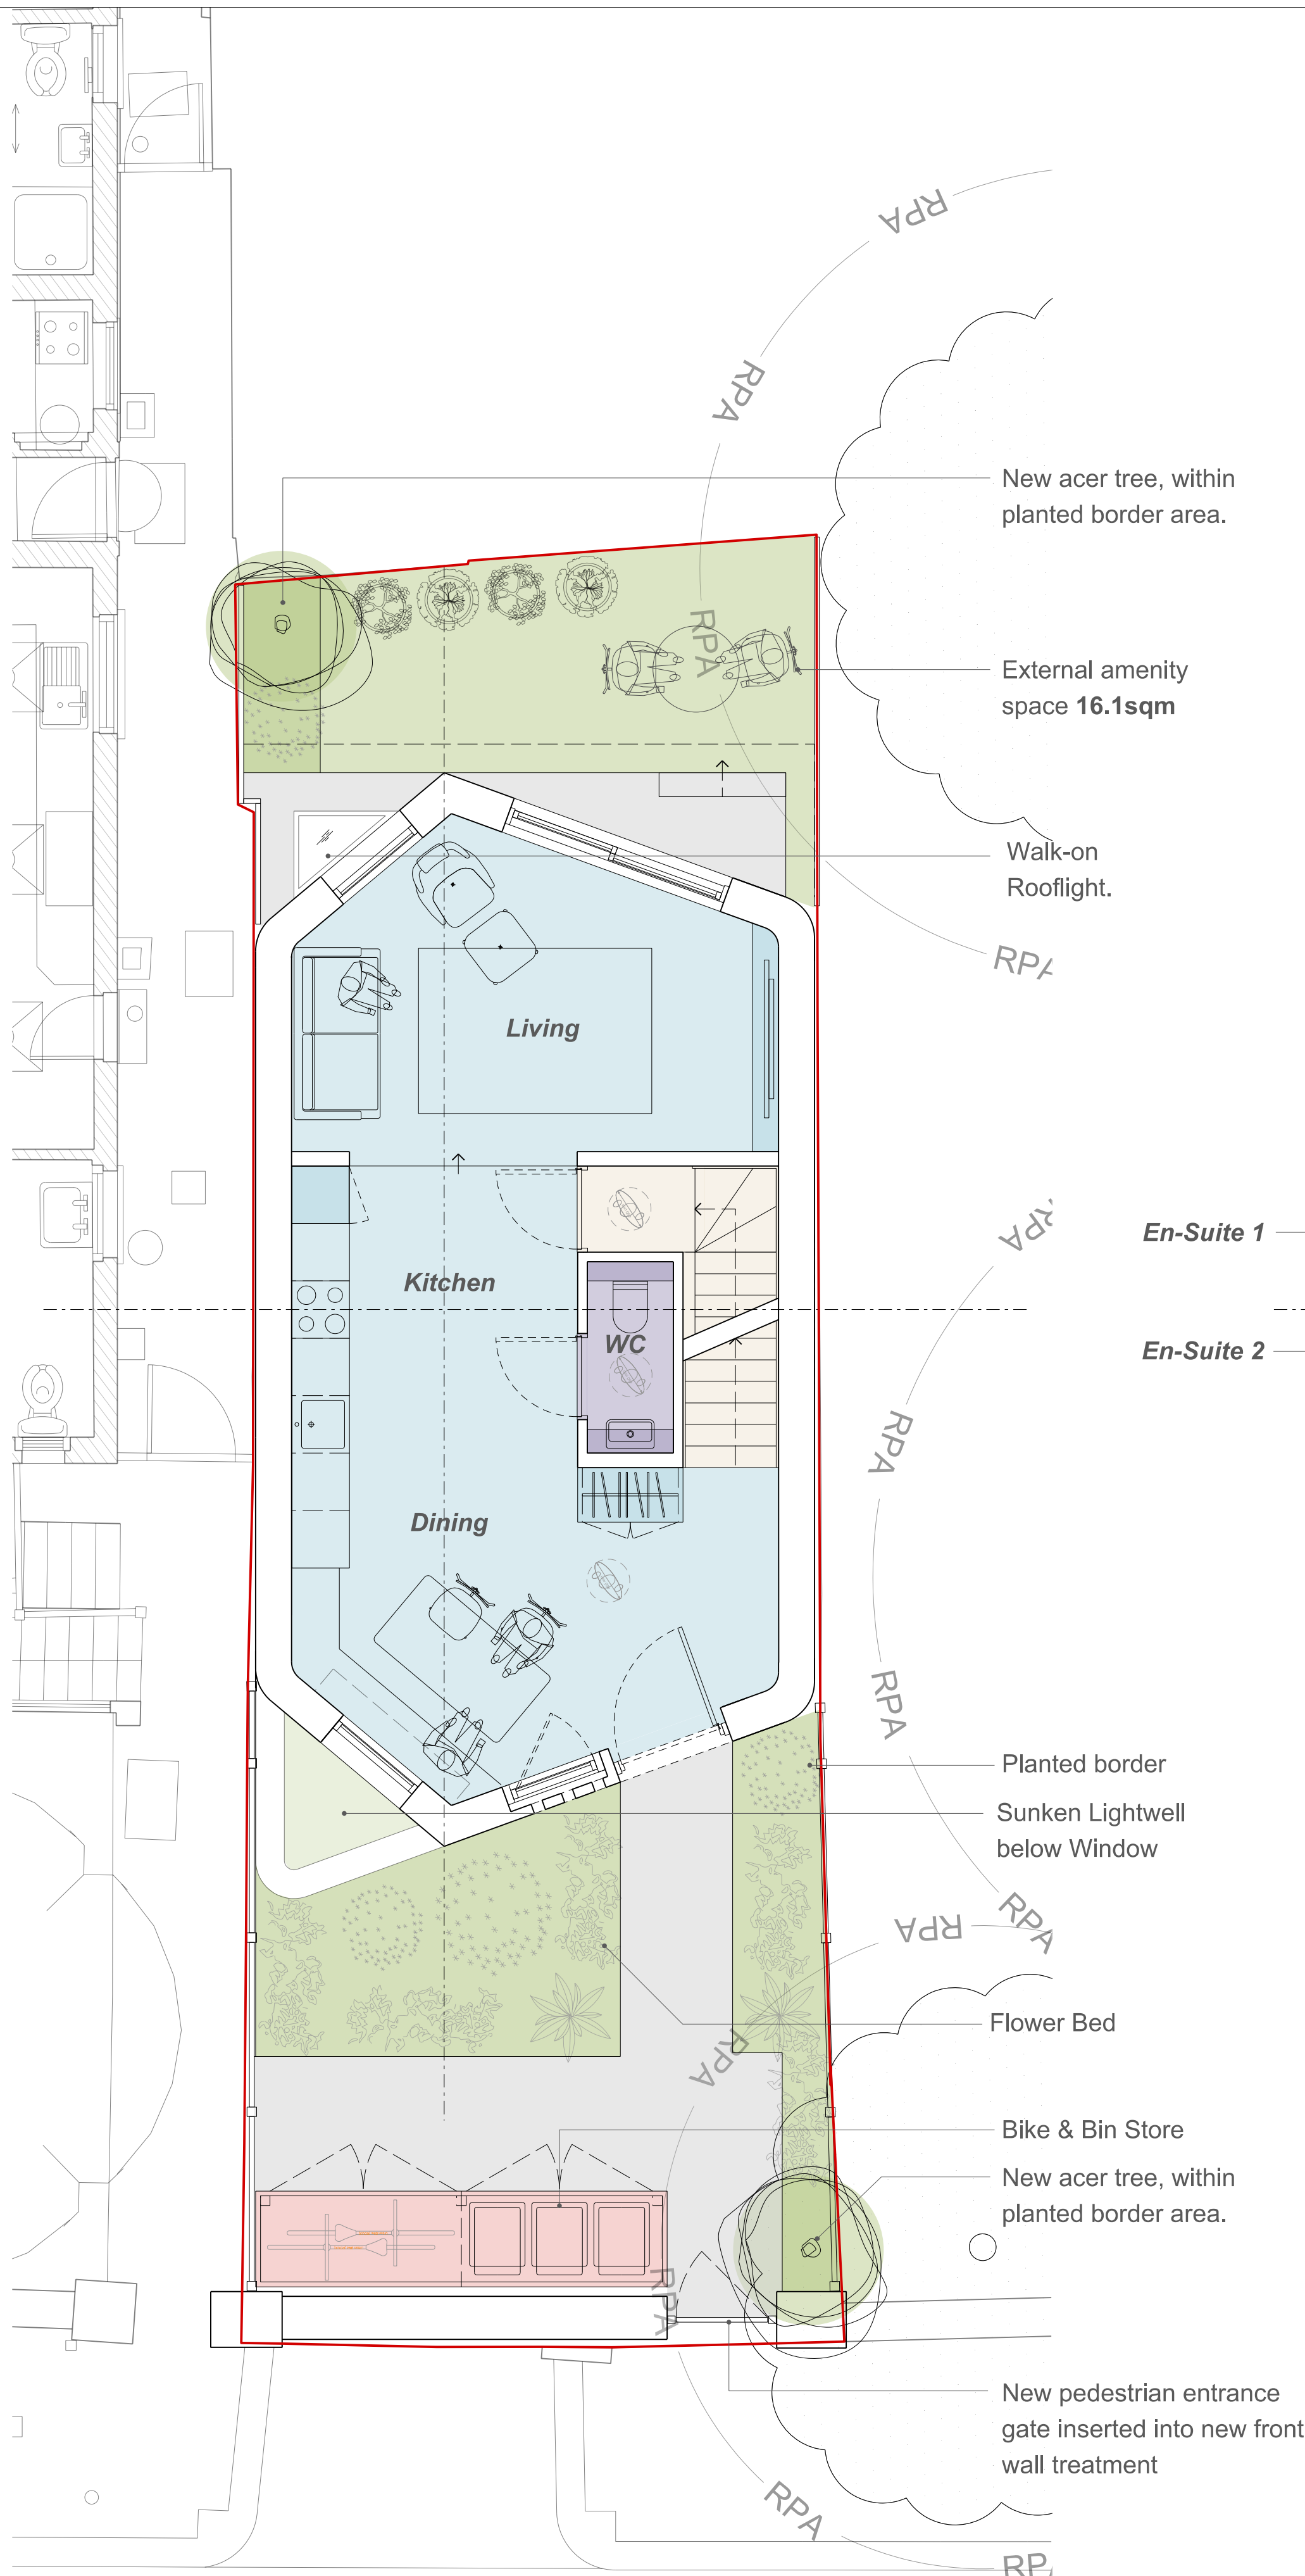 RPA
RPA
New acer tree, within
planted border area.
RPA
External amenity
space 16.1sqm
Walk-on
Rooflight.
RPA
Living
RPA
En-Suite 1
Kitchen
WC
En-Suite 2
RPA
Dining
RPA
Planted border
Sunken Lightwell
below Window
RPA
RPA
Flower Bed
RPA
Bike & Bin Store
New acer tree, within
planted border area.
RPA
New pedestrian entrance
gate inserted into new front
wall treatment
RPA
RPA